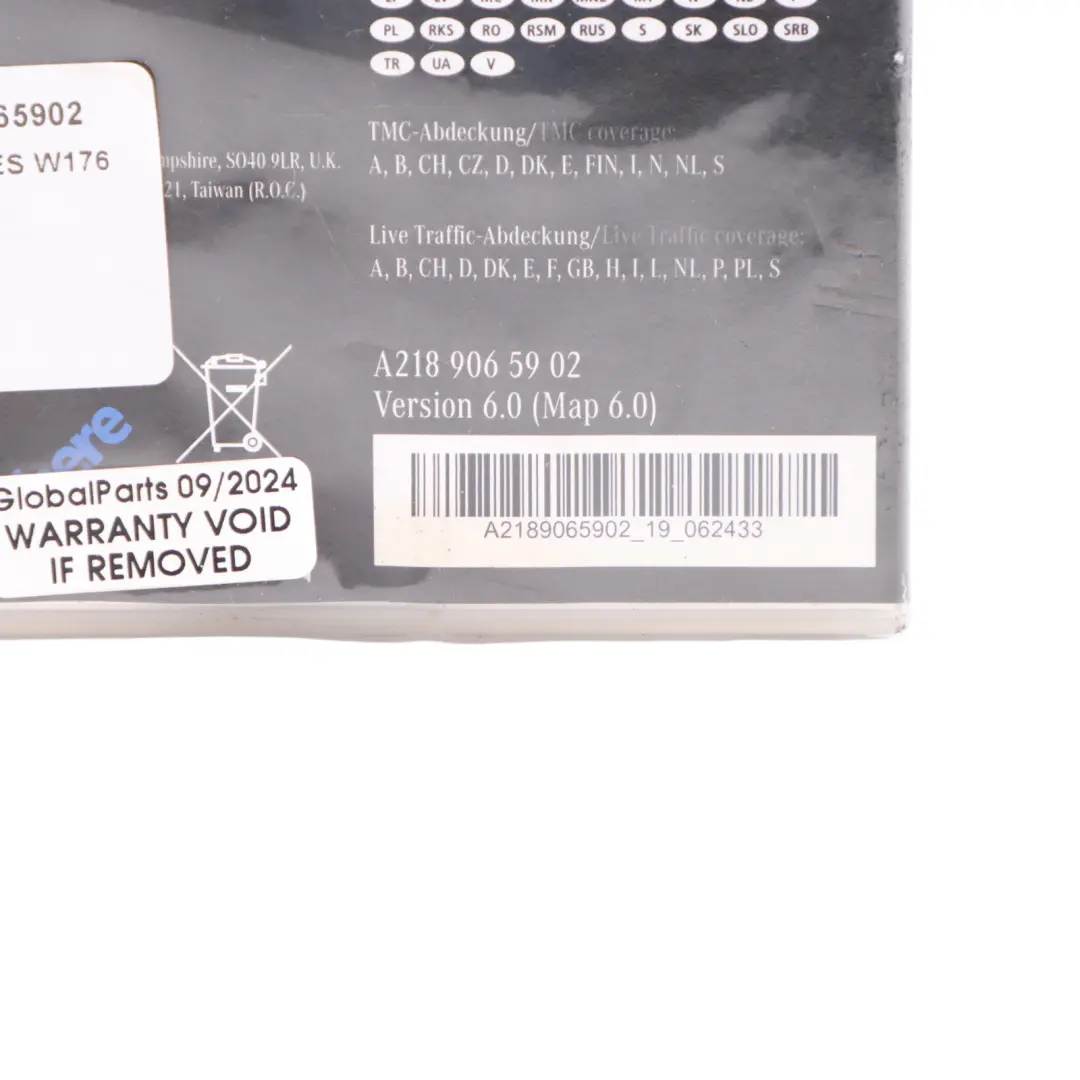 PL RKS RO RSM RUS S SK SLO SRB
TR UA V
TMC-Abdeckung/TMC coverage:
A, B, CH, CZ, D, DK, E, FIN, I, N, NL, S
Live Traffic-Abdeckung/Live Traffic coverage:
A, B, CH, D, DK, E, F, GB, H, I, L, NL, P, PL, S
65902
ES W176
mpshire, SO40 9LR, U.K.
21, Taiwan (R.O.C.)
A218 906 59 02
Version 6.0 (Map 6.0)
A2189065902_19_062433
here
GlobalParts 09/2024
WARRANTY VOID
IF REMOVED